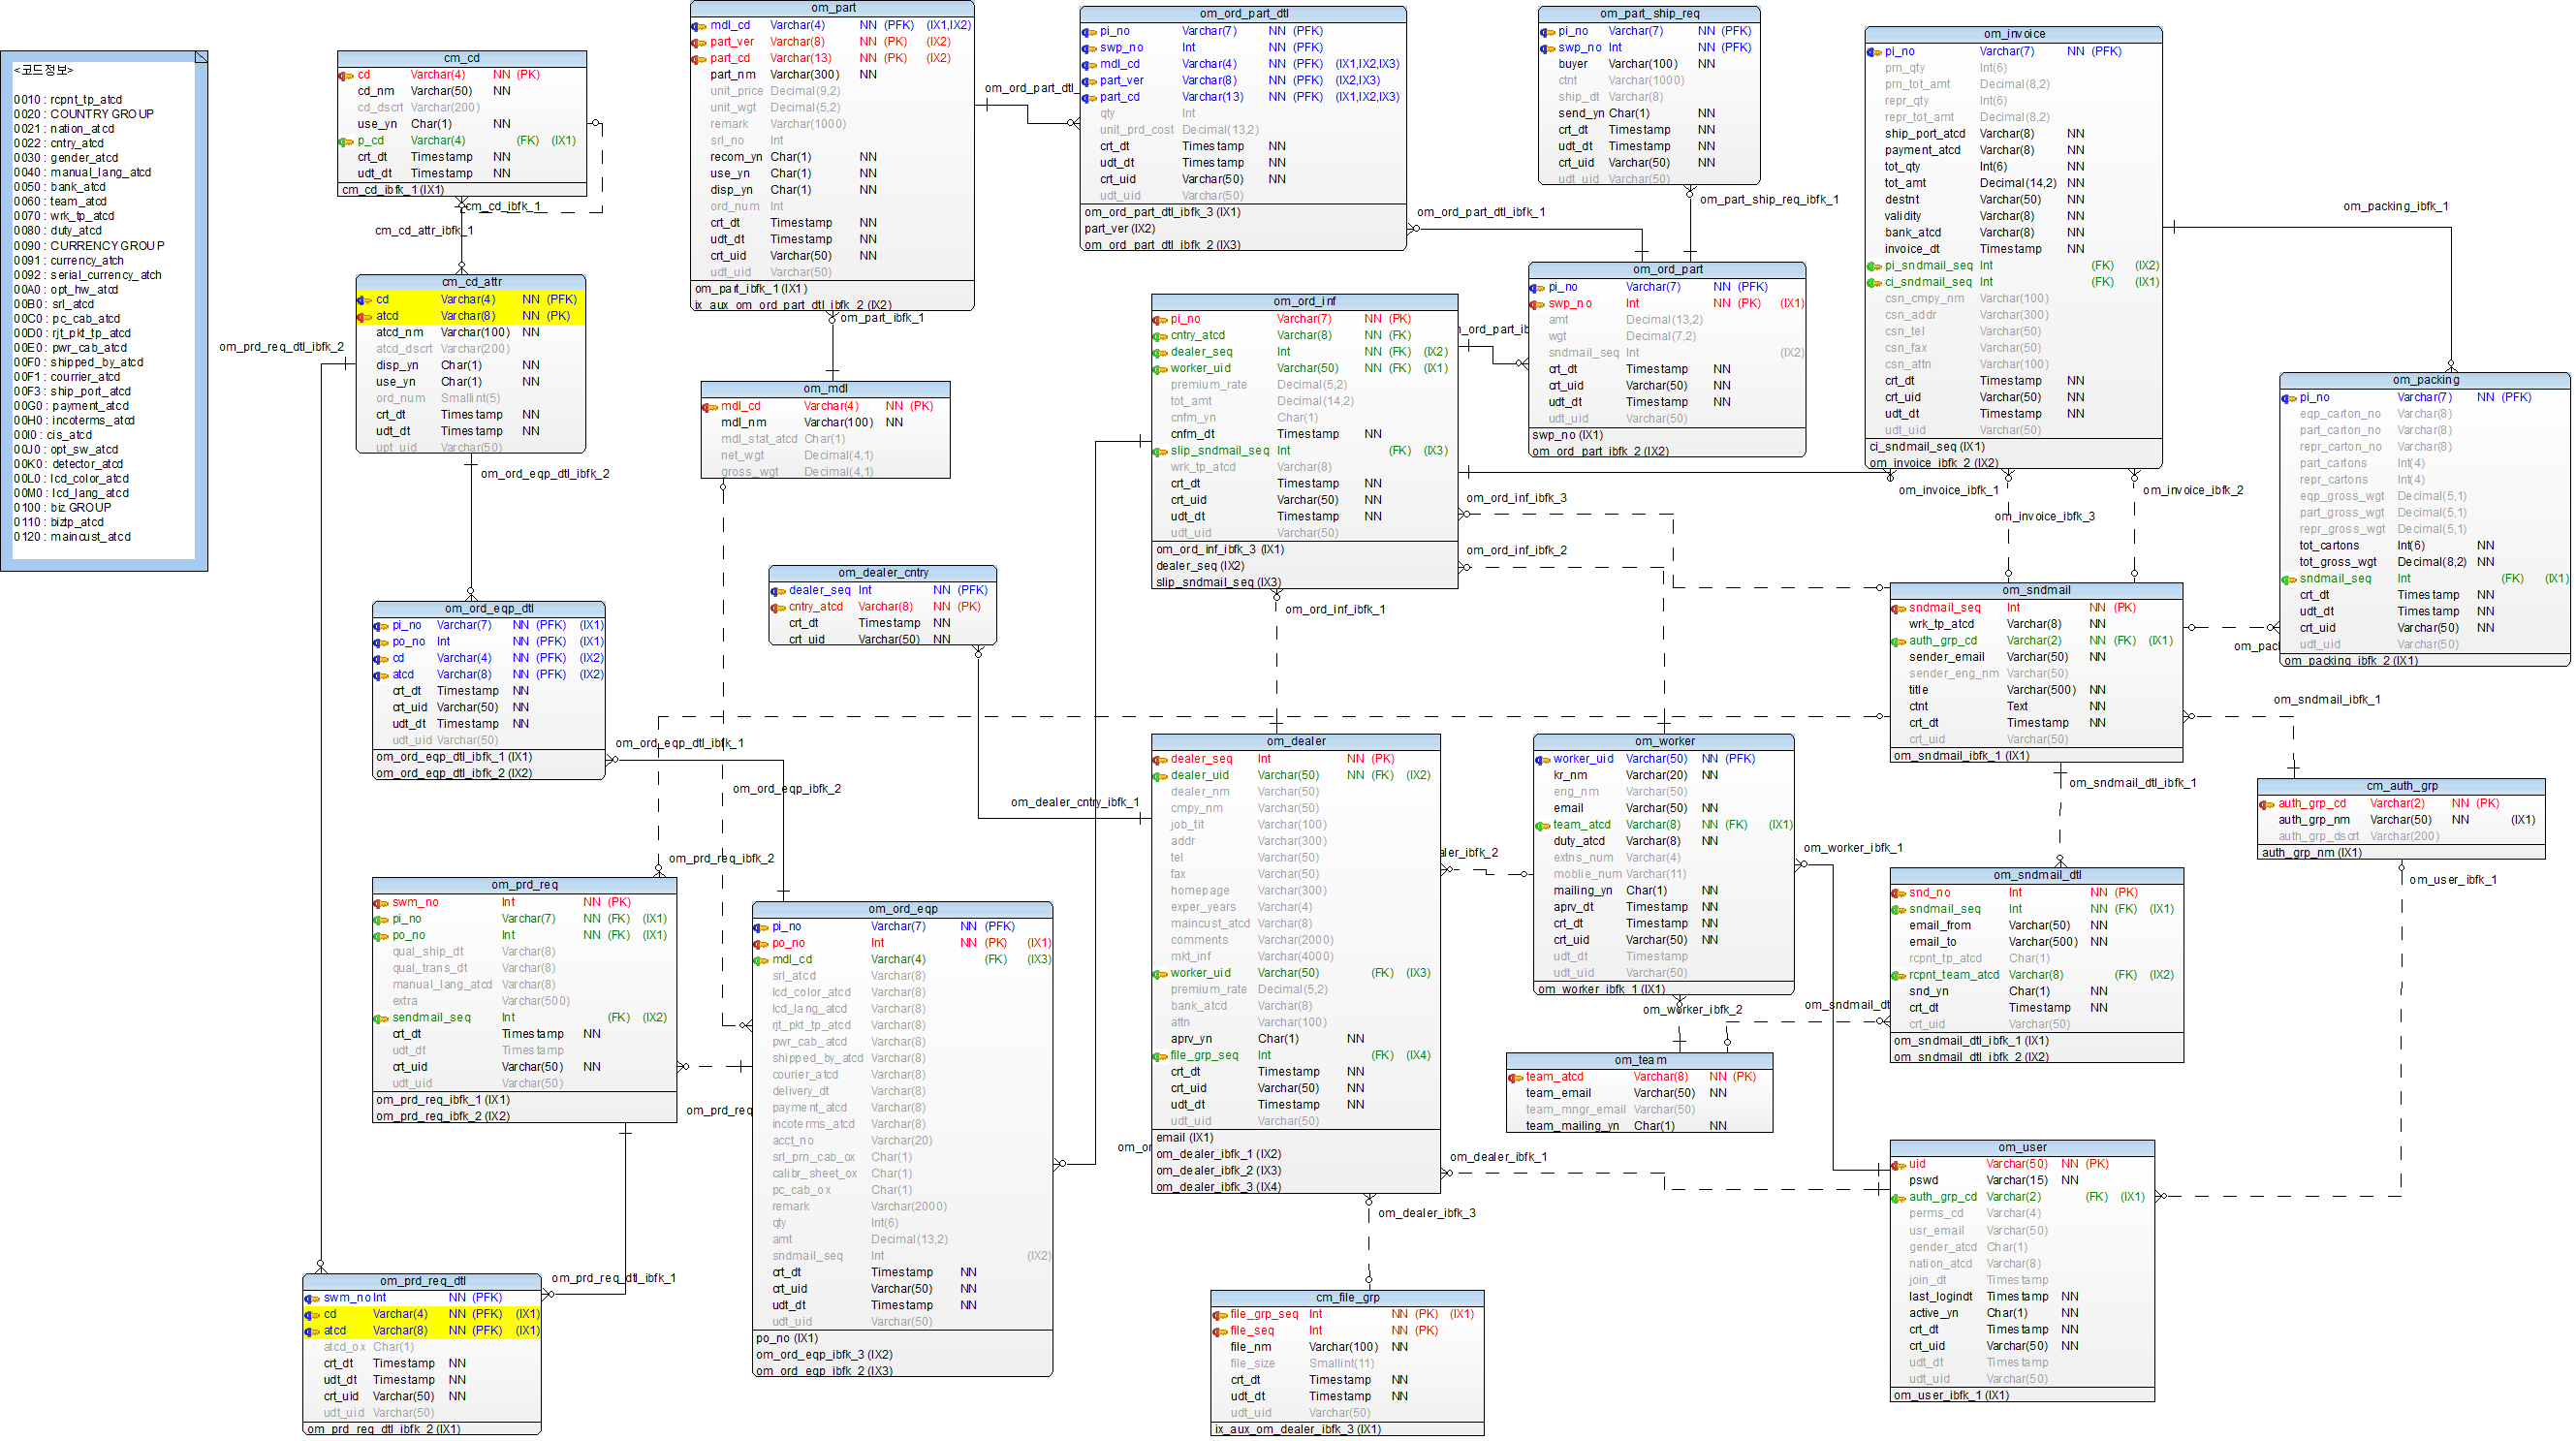 <코드정보>
0010 : rcpnt_tp_atcd
0020 : COUNTRY GROUP
0021 : nation_atcd
0022 : cntry_atcd
0030 : gender_atcd
0040 : manual_lang_atcd
0050 : bank_atcd
0060 : team_atcd
0070 : wrk_tp_atcd
0080 : duty_atcd
0090 : CURRENCY GROUP
0091 : currency_atch
0092 : serial_currency_atch
00A0 : opt_hw_atcd
00B0 : srl_atcd
00C0 : pc_cab_atcd
00D0 : rjt_pkt_tp_atcd
00E0 : pwr_cab_atcd
00F0 : shipped_by_atcd
00F1 : courrier_atcd
00F3 : ship_port_atcd
00G0 : payment_atcd
00H0 : incoterms_atcd
00I0 : cis_atcd
00J0 : opt_sw_atcd
00K0 : detector_atcd
00L0 : lcd_color_atcd
00M0 : lcd_lang_atcd
0100 : biz GROUP
0110 : biztp_atcd
0120 : maincust_atcd
cm_cd
cd Varchar(4) NN (PK)
cd_nm Varchar(50) NN
cd_dscrt Varchar(200)
use_yn Char(1) NN
p_cd Varchar(4) (FK) (IX1)
crt_dt Timestamp NN
udt_dt Timestamp NN
cm_cd_ibfk_1 (IX1)
cm_cd_ibfk_1
cm_cd_attr_ibfk_1
cm_cd_attr
cd Varchar(4) NN (PFK)
atcd Varchar(8) NN (PK)
atcd_nm Varchar(100) NN
atcd_dscrt Varchar(200)
disp_yn Char(1) NN
use_yn Char(1) NN
ord_num Smallint(5)
crt_dt Timestamp NN
udt_dt Timestamp NN
upt_uid Varchar(50)
om_prd_req_dtl_ibfk_2
om_ord_eqp_dtl_ibfk_2
om_part
mdl_cd Varchar(4) NN (PFK) (IX1,IX2)
part_ver Varchar(8) NN (PK) (IX2)
part_cd Varchar(13) NN (PK) (IX2)
part_nm Varchar(300) NN
unit_price Decimal(9,2)
unit_wgt Decimal(5,2)
remark Varchar(1000)
srl_no Int
recom_yn Char(1) NN
use_yn Char(1) NN
disp_yn Char(1) NN
ord_num Int
crt_dt Timestamp NN
udt_dt Timestamp NN
crt_uid Varchar(50) NN
udt_uid Varchar(50)
om_part_ibfk_1 (IX1)
ix_aux_om_ord_part_dtl_ibfk_2 (IX2)
om_part_ibfk_1
om_ord_part_dtl_
om_ord_part_dtl
pi_no Varchar(7) NN (PFK)
swp_no Int NN (PFK)
mdl_cd Varchar(4) NN (PFK) (IX1,IX2,IX3)
part_ver Varchar(8) NN (PFK) (IX2,IX3)
part_cd Varchar(13) NN (PFK) (IX1,IX2,IX3)
qty Int
unit_prd_cost Decimal(13,2)
crt_dt Timestamp NN
udt_dt Timestamp NN
crt_uid Varchar(50) NN
udt_uid Varchar(50)
om_ord_part_dtl_ibfk_3 (IX1)
part_ver (IX2)
om_ord_part_dtl_ibfk_2 (IX3)
om_ord_part_dtl_ibfk_1
om_part_ship_req
pi_no Varchar(7) NN (PFK)
swp_no Int NN (PFK)
buyer Varchar(100) NN
ctnt Varchar(1000)
ship_dt Varchar(8)
send_yn Char(1) NN
crt_dt Timestamp NN
udt_dt Timestamp NN
crt_uid Varchar(50) NN
udt_uid Varchar(50)
om_part_ship_req_ibfk_1
om_invoice
pi_no Varchar(7) NN (PFK)
prn_qty Int(6)
prn_tot_amt Decimal(8,2)
repr_qty Int(6)
repr_tot_amt Decimal(8,2)
ship_port_atcd Varchar(8) NN
payment_atcd Varchar(8) NN
tot_qty Int(6) NN
tot_amt Decimal(14,2) NN
destnt Varchar(50) NN
validity Varchar(8) NN
bank_atcd Varchar(8) NN
invoice_dt Timestamp NN
pi_sndmail_seq Int (FK) (IX2)
ci_sndmail_seq Int (FK) (IX1)
csn_cmpy_nm Varchar(100)
csn_addr Varchar(300)
csn_tel Varchar(50)
csn_fax Varchar(50)
csn_attn Varchar(100)
crt_dt Timestamp NN
crt_uid Varchar(50) NN
udt_dt Timestamp NN
udt_uid Varchar(50)
ci_sndmail_seq (IX1)
om_invoice_ibfk_2 (IX2)
om_packing_ibfk_1
om_invoice_ibfk_1
om_invoice_ibfk_2
om_invoice_ibfk_3
om_ord_part
pi_no Varchar(7) NN (PFK)
swp_no Int NN (PK) (IX1)
amt Decimal(13,2)
wgt Decimal(7,2)
sndmail_seq Int (IX2)
crt_dt Timestamp NN
crt_uid Varchar(50) NN
udt_dt Timestamp NN
udt_uid Varchar(50)
swp_no (IX1)
om_ord_part_ibfk_2 (IX2)
om_ord_inf
pi_no Varchar(7) NN (PK)
cntry_atcd Varchar(8) NN (FK)
dealer_seq Int NN (FK) (IX2)
worker_uid Varchar(50) NN (FK) (IX1)
premium_rate Decimal(5,2)
tot_amt Decimal(14,2)
cnfm_yn Char(1)
cnfm_dt Timestamp NN
slip_sndmail_seq Int (FK) (IX3)
wrk_tp_atcd Varchar(8)
crt_dt Timestamp NN
crt_uid Varchar(50) NN
udt_dt Timestamp NN
udt_uid Varchar(50)
om_ord_inf_ibfk_3 (IX1)
dealer_seq (IX2)
slip_sndmail_seq (IX3)
om_ord_inf_ibfk_3
om_ord_inf_ibfk_2
om_ord_inf_ibfk_1
om_mdl
mdl_cd Varchar(4) NN (PK)
mdl_nm Varchar(100) NN
mdl_stat_atcd Char(1)
net_wgt Decimal(4,1)
gross_wgt Decimal(4,1)
om_packing
pi_no Varchar(7) NN (PFK)
eqp_carton_no Varchar(8)
part_carton_no Varchar(8)
repr_carton_no Varchar(8)
part_cartons Int(4)
repr_cartons Int(4)
eqp_gross_wgt Decimal(5,1)
part_gross_wgt Decimal(5,1)
repr_gross_wgt Decimal(5,1)
tot_cartons Int(6) NN
tot_gross_wgt Decimal(8,2) NN
sndmail_seq Int (FK) (IX1)
crt_dt Timestamp NN
udt_dt Timestamp NN
crt_uid Varchar(50) NN
udt_uid Varchar(50)
om_packing_ibfk_2 (IX1)
om_dealer_cntry
dealer_seq Int NN (PFK)
cntry_atcd Varchar(8) NN (PK)
crt_dt Timestamp NN
crt_uid Varchar(50) NN
om_sndmail
sndmail_seq Int NN (PK)
wrk_tp_atcd Varchar(8) NN
auth_grp_cd Varchar(2) NN (FK) (IX1)
sender_email Varchar(50) NN
sender_eng_nm Varchar(50)
title Varchar(500) NN
ctnt Text NN
crt_dt Timestamp NN
crt_uid Varchar(50)
om_sndmail_ibfk_1 (IX1)
om_sndmail_ibfk_1
om_sndmail_dtl_ibfk_1
om_ord_eqp_dtl
pi_no Varchar(7) NN (PFK) (IX1)
po_no Int NN (PFK) (IX1)
cd Varchar(4) NN (PFK) (IX2)
atcd Varchar(8) NN (PFK) (IX2)
crt_dt Timestamp NN
crt_uid Varchar(50) NN
udt_dt Timestamp NN
udt_uid Varchar(50)
om_ord_eqp_dtl_ibfk_1 (IX1)
om_ord_eqp_dtl_ibfk_2 (IX2)
om_ord_eqp_dtl_ibfk_1
om_ord_eqp_ibfk_2
om_dealer_cntry_ibfk_1
om_dealer
dealer_seq Int NN (PK)
dealer_uid Varchar(50) NN (FK) (IX2)
dealer_nm Varchar(50)
cmpy_nm Varchar(50)
job_tit Varchar(100)
addr Varchar(300)
tel Varchar(50)
fax Varchar(50)
homepage Varchar(300)
exper_years Varchar(4)
maincust_atcd Varchar(8)
comments Varchar(2000)
mkt_inf Varchar(4000)
worker_uid Varchar(50) (FK) (IX3)
premium_rate Decimal(5,2)
bank_atcd Varchar(8)
attn Varchar(100)
aprv_yn Char(1) NN
file_grp_seq Int (FK) (IX4)
crt_dt Timestamp NN
crt_uid Varchar(50) NN
udt_dt Timestamp NN
udt_uid Varchar(50)
email (IX1)
om_dealer_ibfk_1 (IX2)
om_dealer_ibfk_2 (IX3)
om_dealer_ibfk_3 (IX4)
om_worker
worker_uid Varchar(50) NN (PFK)
kr_nm Varchar(20) NN
eng_nm Varchar(50)
email Varchar(50) NN
team_atcd Varchar(8) NN (FK) (IX1)
duty_atcd Varchar(8) NN
extns_num Varchar(4)
moblie_num Varchar(11)
mailing_yn Char(1) NN
aprv_dt Timestamp NN
crt_dt Timestamp NN
crt_uid Varchar(50) NN
udt_dt Timestamp
udt_uid Varchar(50)
om_worker_ibfk_1 (IX1)
om_worker_ibfk_1
om_worker_ibfk_2
cm_auth_grp
auth_grp_cd Varchar(2) NN (PK)
auth_grp_nm Varchar(50) NN (IX1)
auth_grp_dscrt Varchar(200)
auth_grp_nm (IX1)
om_user_ibfk_1
om_sndmail_dtl
snd_no Int NN (PK)
sndmail_seq Int NN (FK) (IX1)
email_from Varchar(50) NN
email_to Varchar(500) NN
rcpnt_tp_atcd Char(1)
rcpnt_team_atcd Varchar(8) (FK) (IX2)
snd_yn Char(1) NN
crt_dt Timestamp NN
crt_uid Varchar(50)
om_sndmail_dtl_ibfk_1 (IX1)
om_sndmail_dtl_ibfk_2 (IX2)
om_prd_req_ibfk_2
om_prd_req
swm_no Int NN (PK)
pi_no Varchar(7) NN (FK) (IX1)
po_no Int NN (FK) (IX1)
qual_ship_dt Varchar(8)
qual_trans_dt Varchar(8)
manual_lang_atcd Varchar(8)
extra Varchar(500)
sendmail_seq Int (FK) (IX2)
crt_dt Timestamp NN
udt_dt Timestamp
crt_uid Varchar(50) NN
udt_uid Varchar(50)
om_prd_req_ibfk_1 (IX1)
om_prd_req_ibfk_2 (IX2)
om_prd_req
om_ord_eqp
pi_no Varchar(7) NN (PFK)
po_no Int NN (PK) (IX1)
mdl_cd Varchar(4) (FK) (IX3)
srl_atcd Varchar(8)
lcd_color_atcd Varchar(8)
lcd_lang_atcd Varchar(8)
rjt_pkt_tp_atcd Varchar(8)
pwr_cab_atcd Varchar(8)
shipped_by_atcd Varchar(8)
courier_atcd Varchar(8)
delivery_dt Varchar(8)
payment_atcd Varchar(8)
incoterms_atcd Varchar(8)
acct_no Varchar(20)
srl_prn_cab_ox Char(1)
calibr_sheet_ox Char(1)
pc_cab_ox Char(1)
remark Varchar(2000)
qty Int(6)
amt Decimal(13,2)
sndmail_seq Int (IX2)
crt_dt Timestamp NN
crt_uid Varchar(50) NN
udt_dt Timestamp NN
udt_uid Varchar(50)
po_no (IX1)
om_ord_eqp_ibfk_3 (IX2)
om_ord_eqp_ibfk_2 (IX3)
om_team
team_atcd Varchar(8) NN (PK)
team_email Varchar(50) NN
team_mngr_email Varchar(50)
team_mailing_yn Char(1) NN
om_dealer_ibfk_1
om_dealer_ibfk_3
om_user
uid Varchar(50) NN (PK)
pswd Varchar(15) NN
auth_grp_cd Varchar(2) (FK) (IX1)
perms_cd Varchar(4)
usr_email Varchar(50)
gender_atcd Char(1)
nation_atcd Varchar(8)
join_dt Timestamp
last_logindt Timestamp NN
active_yn Char(1) NN
crt_dt Timestamp NN
crt_uid Varchar(50) NN
udt_dt Timestamp
udt_uid Varchar(50)
om_user_ibfk_1 (IX1)
om_prd_req_dtl_ibfk_1
om_prd_req_dtl
swm_no Int NN (PFK)
cd Varchar(4) NN (PFK) (IX1)
atcd Varchar(8) NN (PFK) (IX1)
atcd_ox Char(1)
crt_dt Timestamp NN
udt_dt Timestamp NN
crt_uid Varchar(50) NN
udt_uid Varchar(50)
om_prd_req_dtl_ibfk_2 (IX1)
cm_file_grp
file_grp_seq Int NN (PK) (IX1)
file_seq Int NN (PK)
file_nm Varchar(100) NN
file_size Smallint(11)
crt_dt Timestamp NN
udt_dt Timestamp NN
udt_uid Varchar(50)
ix_aux_om_dealer_ibfk_3 (IX1)